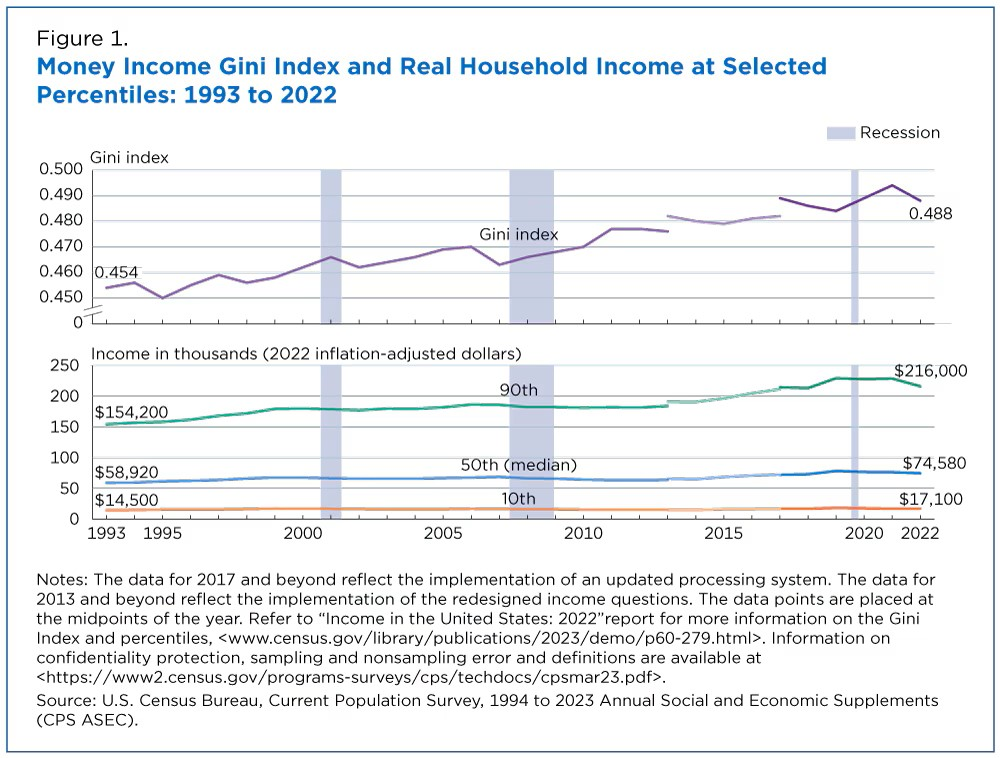 Figure 1.
Money Income Gini Index and Real Household Income at Selected
Percentiles: 1993 to 2022
Recession
Gini index
0.500
0.490
0.480
0.470
0.460
0.450
0
0.454
Gini index
0.488
Income in thousands (2022 inflation-adjusted dollars)
250
200
150
100
50
0
$154,200
90th
$216,000
$58,920
50th (median)
$74,580
$14,500
10th
$17,100
1993 1995 2000 2005 2010 2015 2020 2022
Notes: The data for 2017 and beyond reflect the implementation of an updated processing system. The data for
2013 and beyond reflect the implementation of the redesigned income questions. The data points are placed at
the midpoints of the year. Refer to “Income in the United States: 2022”report for more information on the Gini
Index and percentiles, <www.census.gov/library/publications/2023/demo/p60-279.html>. Information on
confidentiality protection, sampling and nonsampling error and definitions are available at
<https://www2.census.gov/programs-surveys/cps/techdocs/cpsmar23.pdf>.
Source: U.S. Census Bureau, Current Population Survey, 1994 to 2023 Annual Social and Economic Supplements
(CPS ASEC).